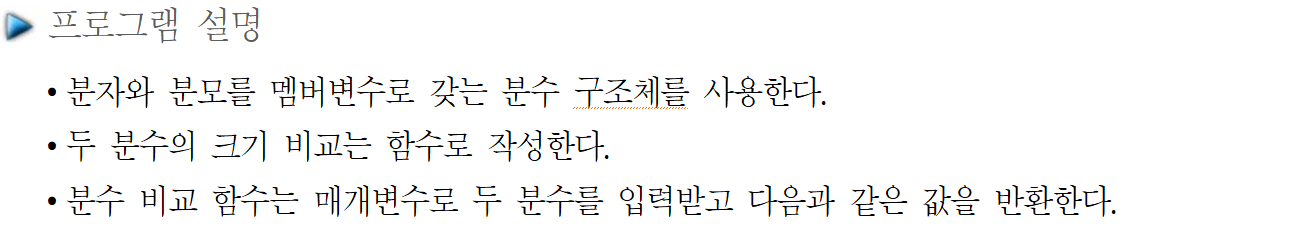 프로그램 설명
• 분자와 분모를 멤버변수로 갖는 분수 구조체를 사용한다.
• 두 분수의 크기 비교는 함수로 작성한다.
• 분수 비교 함수는 매개변수로 두 분수를 입력받고 다음과 같은 값을 반환한다.